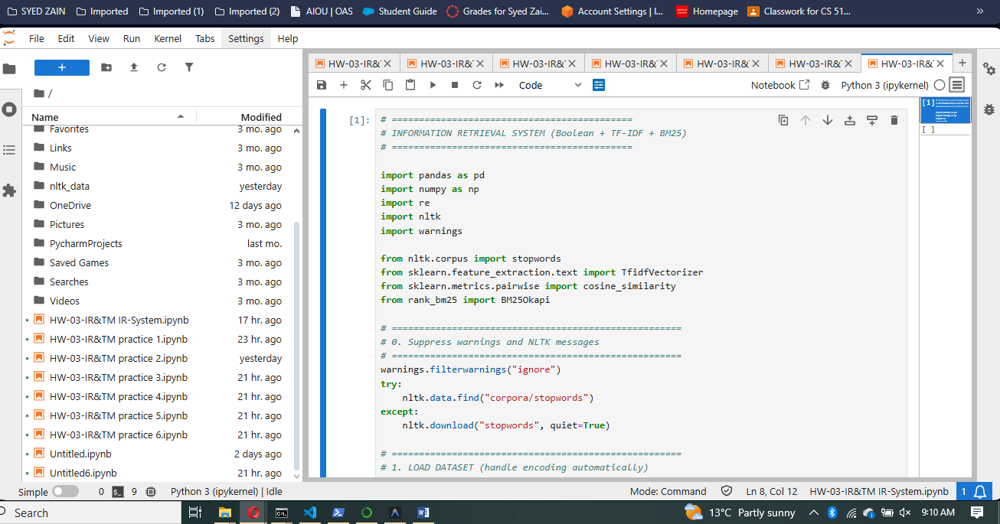 SYED ZAIN Imported Imported (1) Imported (2) AIOU | OAS Student Guide Grades for Syed Zai... Account Settings | I... Homepage Classwork for CS 51... »
File Edit View Run Kernel Tabs Settings Help
+
/
Name Modified
Favorites 3 mo. ago
Links 3 mo. ago
Music 3 mo. ago
nltk_data yesterday
OneDrive 12 days ago
Pictures 3 mo. ago
PycharmProjects last mo.
Saved Games 3 mo. ago
Searches 3 mo. ago
Videos 3 mo. ago
HW-03-IR&TM IR-System.ipynb 17 hr. ago
HW-03-IR&TM practice 1.ipynb 23 hr. ago
HW-03-IR&TM practice 2.ipynb yesterday
HW-03-IR&TM practice 3.ipynb 21 hr. ago
HW-03-IR&TM practice 4.ipynb 21 hr. ago
HW-03-IR&TM practice 5.ipynb 21 hr. ago
HW-03-IR&TM practice 6.ipynb 21 hr. ago
Untitled.ipynb 2 days ago
Untitled6.ipynb 21 hr. ago
HW-03-IR& HW-03-IR& HW-03-IR& HW-03-IR& HW-03-IR& HW-03-IR& HW-03-IR& +
Code Notebook Python 3 (ipykernel)
[1]:
# ============================================
# INFORMATION RETRIEVAL SYSTEM (Boolean + TF-IDF + BM25)
# ============================================
import pandas as pd
import numpy as np
import re
import nltk
import warnings
from nltk.corpus import stopwords
from sklearn.feature_extraction.text import TfidfVectorizer
from sklearn.metrics.pairwise import cosine_similarity
from rank_bm25 import BM25Okapi
# =====================================================
# 0. Suppress warnings and NLTK messages
# =====================================================
warnings.filterwarnings("ignore")
try:
nltk.data.find("corpora/stopwords")
except:
nltk.download("stopwords", quiet=True)
# =====================================================
# 1. LOAD DATASET (handle encoding automatically)
[1]
[ ]
Simple 0 9 Python 3 (ipykernel) | Idle Mode: Command Ln 8, Col 12 HW-03-IR&TM IR-System.ipynb 1
Search 13°C Partly sunny 9:10 AM